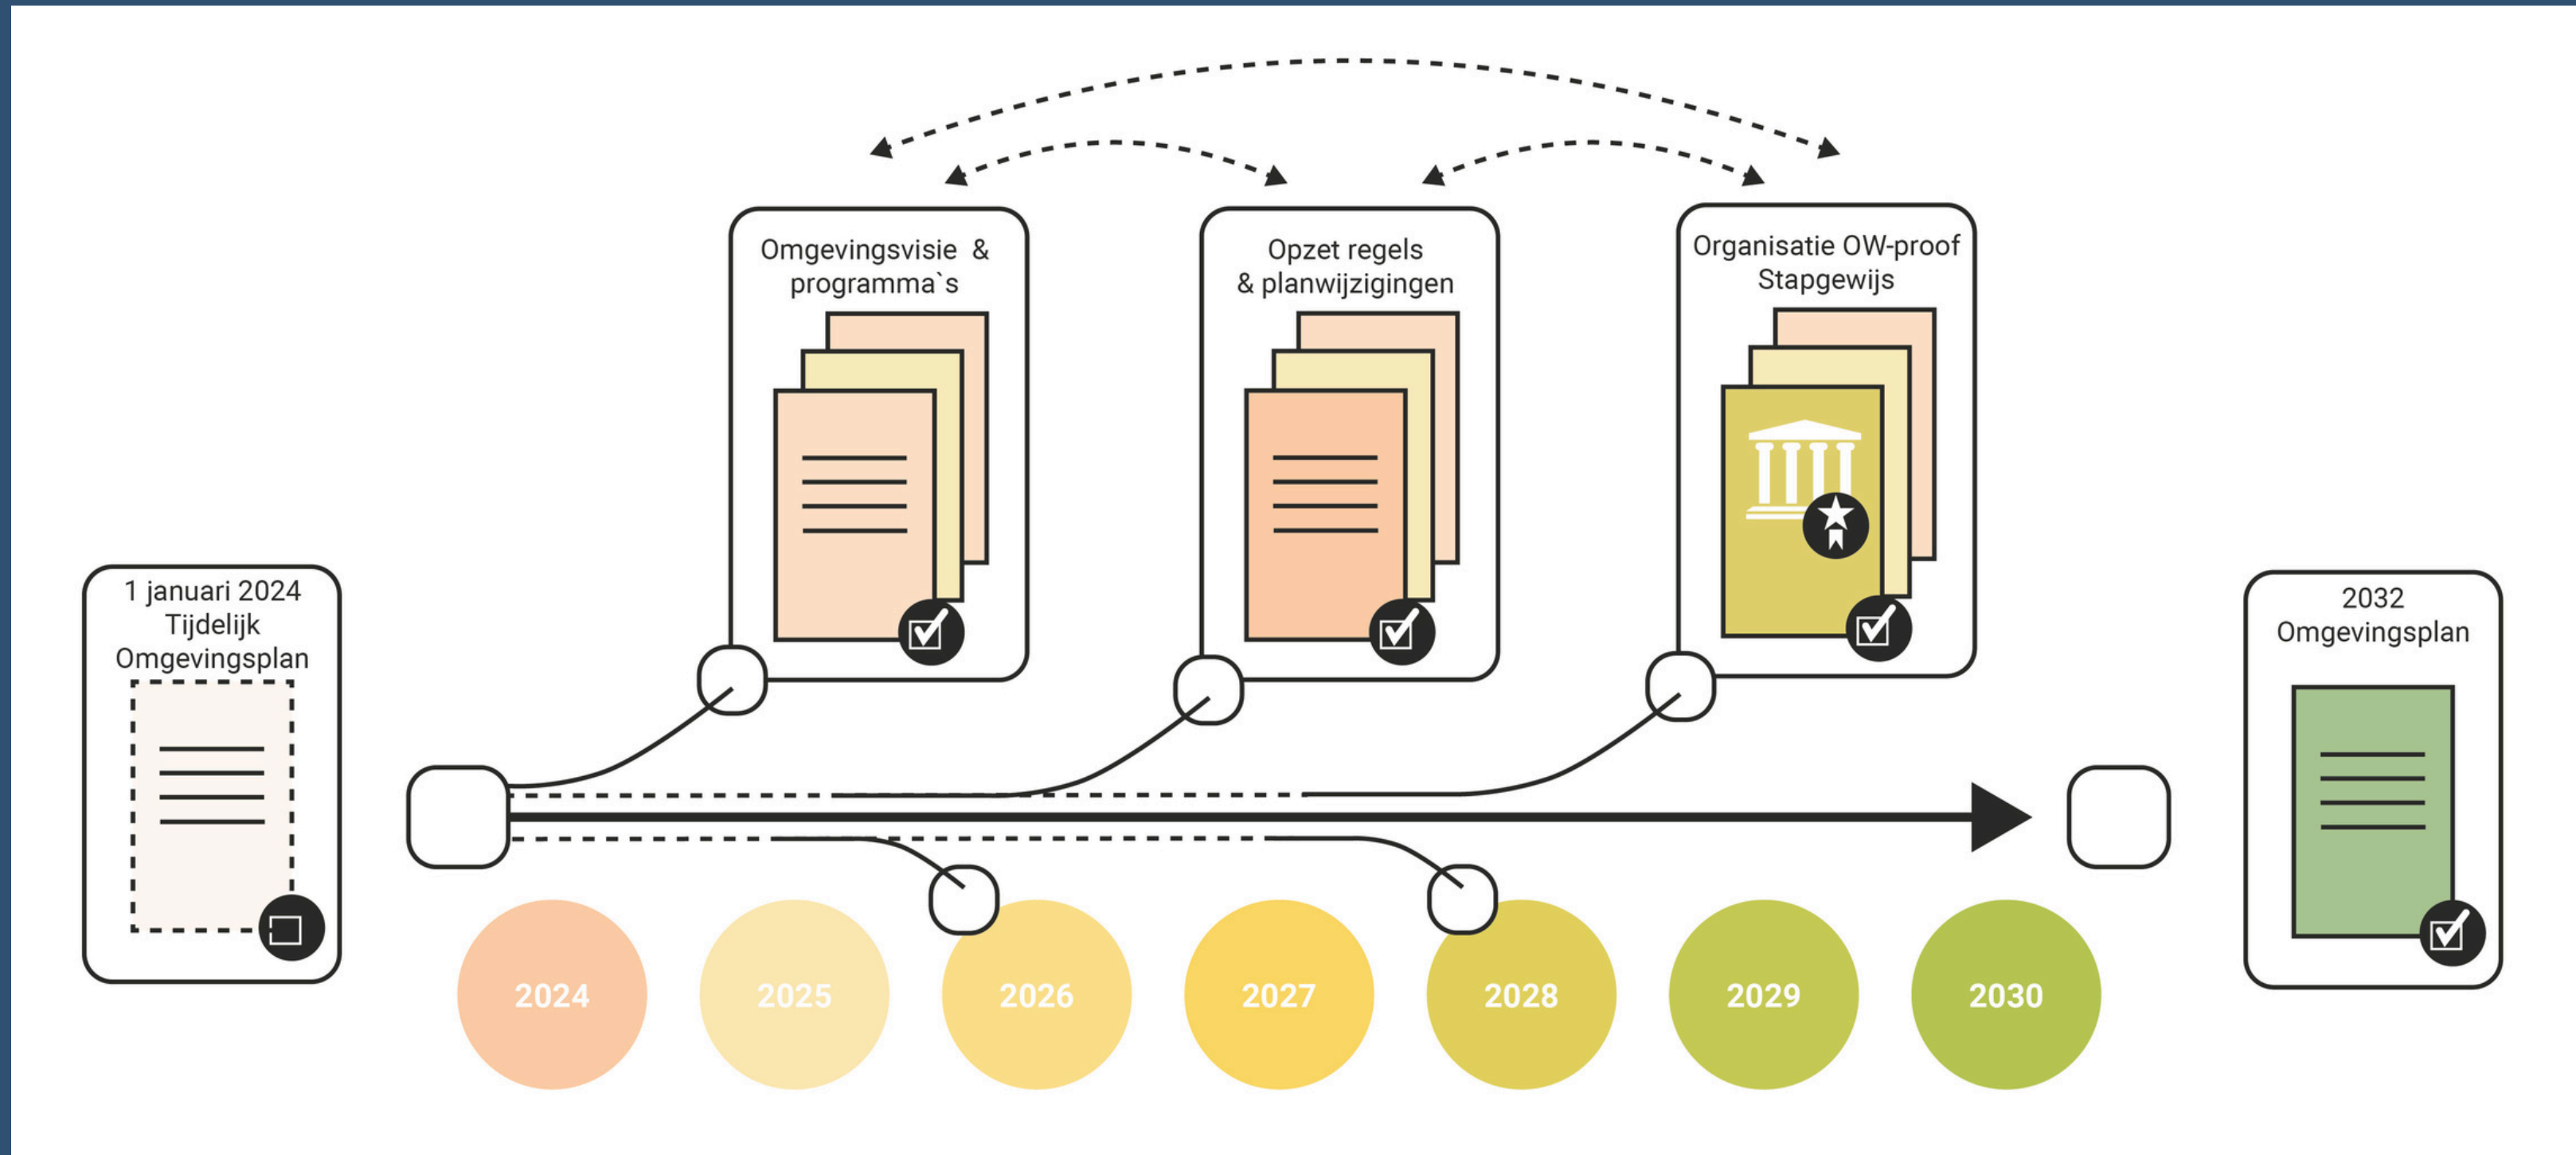 Omgevingsvisie &
programma`s
Opzet regels
& planwijzigingen
Organisatie OW-proof
Stapgewijs
1 januari 2024
Tijdelijk
Omgevingsplan
2032
Omgevingsplan
2024
2025
2026
2027
2028
2029
2030